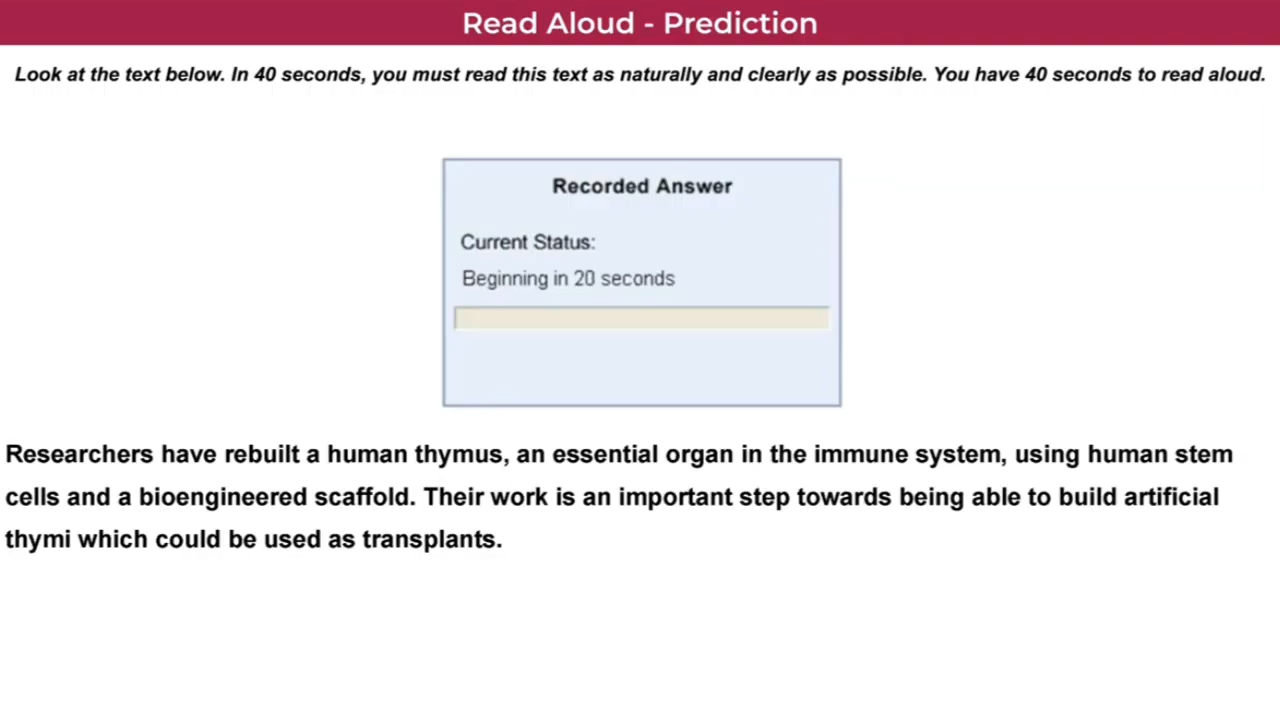 Read Aloud - Prediction
Look at the text below. In 40 seconds, you must read this text as naturally and clearly as possible. You have 40 seconds to read aloud.
Recorded Answer
Current Status:
Beginning in 20 seconds
Researchers have rebuilt a human thymus, an essential organ in the immune system, using human stem
cells and a bioengineered scaffold. Their work is an important step towards being able to build artificial
thymi which could be used as transplants.